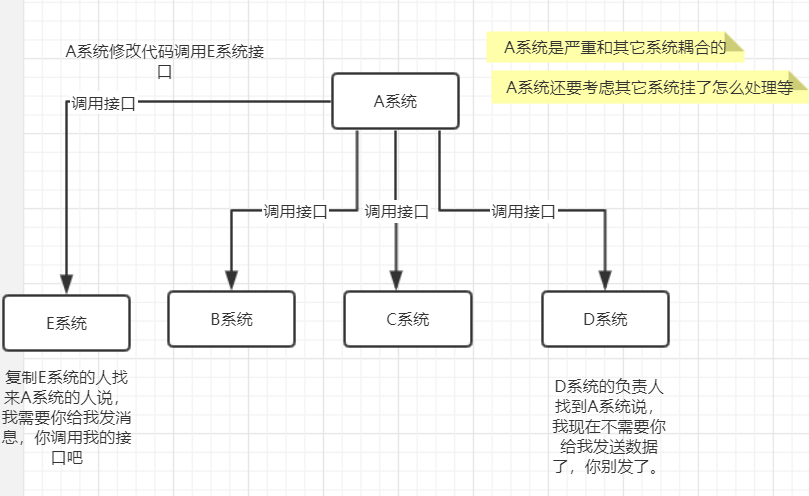 A系统修改代码调用E系统接
口
A系统是严重和其它系统耦合的
A系统还要考虑其它系统挂了怎么处理等
A系统
调用接口
调用接口
调用接口
调用接口
E系统
B系统
C系统
D系统
复制E系统的人找
来A系统的人说，
我需要你给我发消
息，你调用我的接
口吧
D系统的负责人
找到A系统说，
我现在不需要你
给我发送数据
了，你别发了。